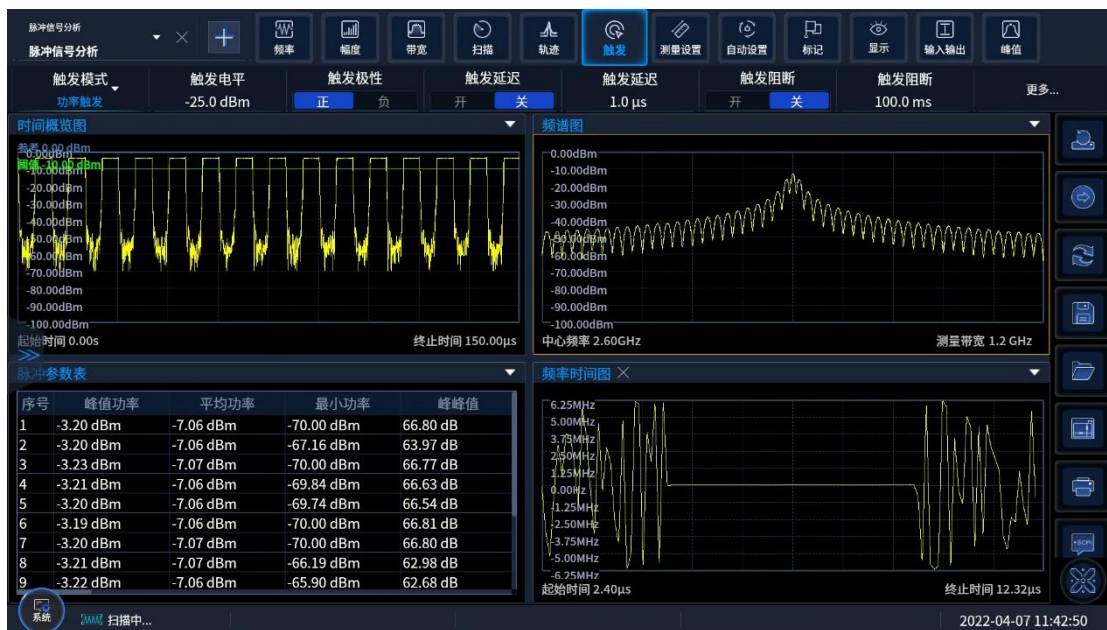 脉冲信号分析
脉冲信号分析
频率 幅度 带宽 扫描 轨迹 触发 测量设置 自动设置 标记 显示 输入输出 峰值
触发模式 触发电平 触发极性 触发延迟 触发延迟 触发阻断 触发阻断 更多...
功率触发 -25.0 dBm 正 负 开 关 1.0 μs 开 关 100.0 ms
时间概览图
参考 0.00 dBm
0.00dBm
阈值 -10.00 dBm
-10.00dBm
-20.00dBm
-30.00dBm
-40.00dBm
-50.00dBm
-60.00dBm
-70.00dBm
-80.00dBm
-90.00dBm
-100.00dBm
起始时间 0.00s 终止时间 150.00μs
频谱图
0.00dBm
-10.00dBm
-20.00dBm
-30.00dBm
-40.00dBm
-50.00dBm
-60.00dBm
-70.00dBm
-80.00dBm
-90.00dBm
-100.00dBm
中心频率 2.60GHz 测量带宽 1.2 GHz
脉冲参数表
序号 峰值功率 平均功率 最小功率 峰峰值
1 -3.20 dBm -7.06 dBm -70.00 dBm 66.80 dB
2 -3.20 dBm -7.06 dBm -67.16 dBm 63.97 dB
3 -3.23 dBm -7.07 dBm -70.00 dBm 66.77 dB
4 -3.21 dBm -7.06 dBm -69.84 dBm 66.63 dB
5 -3.20 dBm -7.06 dBm -69.74 dBm 66.54 dB
6 -3.19 dBm -7.06 dBm -70.00 dBm 66.81 dB
7 -3.20 dBm -7.07 dBm -70.00 dBm 66.80 dB
8 -3.21 dBm -7.07 dBm -66.19 dBm 62.98 dB
9 -3.22 dBm -7.06 dBm -65.90 dBm 62.68 dB
频率时间图
6.25MHz
5.00MHz
3.75MHz
2.50MHz
1.25MHz
0.00Hz
-1.25MHz
-2.50MHz
-3.75MHz
-5.00MHz
-6.25MHz
起始时间 2.40μs 终止时间 12.32μs
•SCPI
系统 扫描中... 2022-04-07 11:42:50